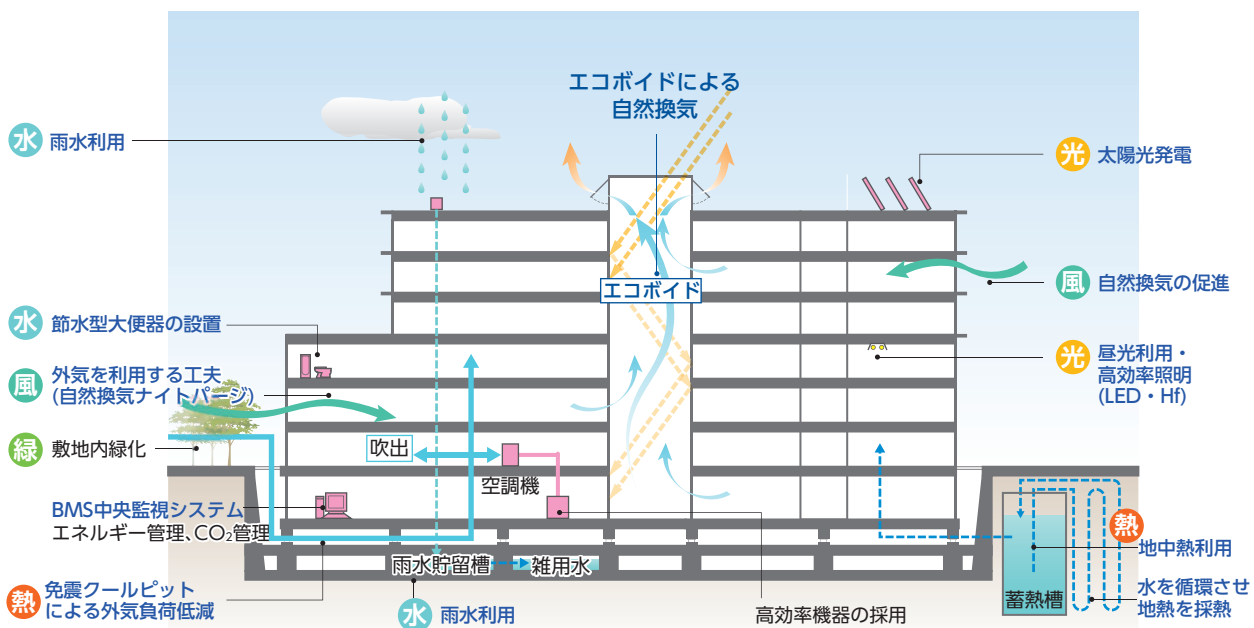 エコボイドによる
自然換気
水 雨水利用
光 太陽光発電
エコボイド
風 自然換気の促進
水 節水型大便器の設置
光 昼光利用・
高効率照明
(LED・Hf)
風 外気を利用する工夫
(自然換気ナイトパージ)
緑 敷地内緑化
吹出
空調機
BMS中央監視システム
エネルギー管理、CO₂管理
熱 地中熱利用
雨水貯留槽
雑用水
熱 免震クールピット
による外気負荷低減
水 雨水利用
高効率機器の採用
蓄熱槽
水を循環させ
地熱を採熱